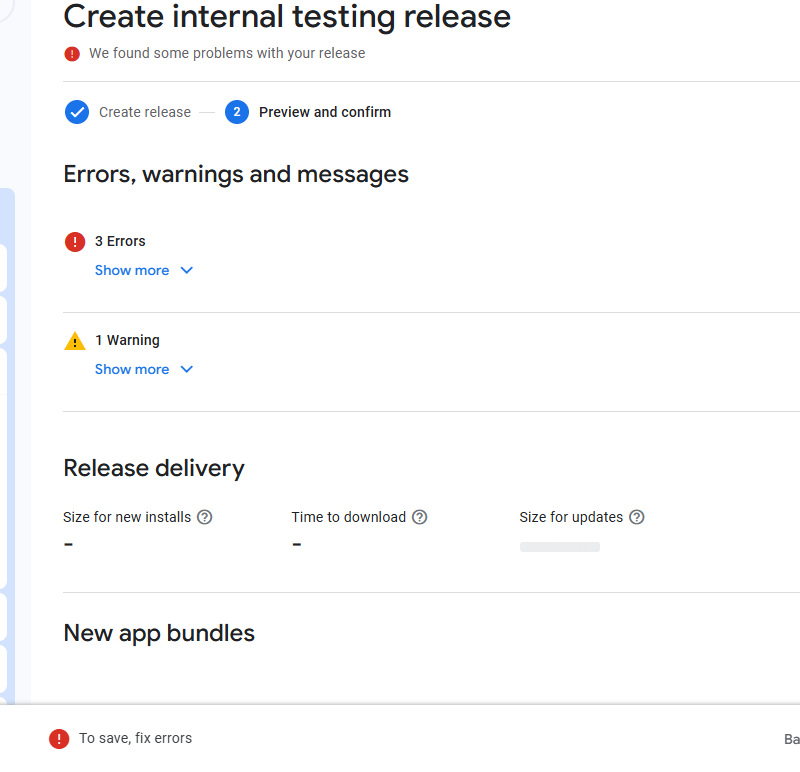 Create internal testing release
We found some problems with your release
Create release
2 Preview and confirm
Errors, warnings and messages
3 Errors
Show more
1 Warning
Show more
Release delivery
Size for new installs Time to download Size for updates
- -
New app bundles
To save, fix errors
Ba